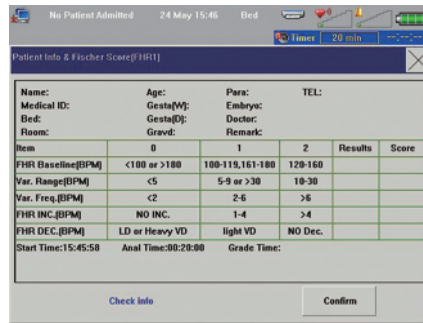 No Patient Admitted 24 May 15:46 Bed
Timer 20 min --:--:--
Patient Info & Fischer Score[FHR1]
Name: Age: Para: TEL:
Medical ID: Gesta[W]: Embryo:
Bed: Gesta[D]: Doctor:
Room: Gravd: Remark:
Item 0 1 2 Results Score
FHR Baseline[BPM] <100 or >180 100-119,161-180 120-160
Var. Range[BPM] <5 5-9 or >30 10-30
Var. Freq.[BPM] <2 2-6 >6
FHR INC.[BPM] NO INC. 1-4 >4
FHR DEC.[BPM] LD or Heavy VD light VD NO Dec.
Start Time:15:45:58 Anal Time:00:20:00 Grade Time:
Check info Confirm